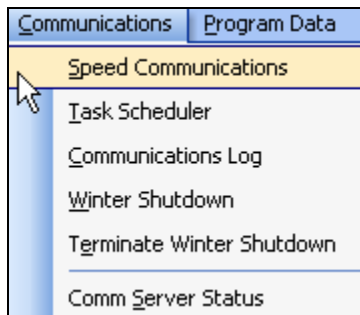 Communications Program Data
Speed Communications
Task Scheduler
Communications Log
Winter Shutdown
Terminate Winter Shutdown
Comm Server Status